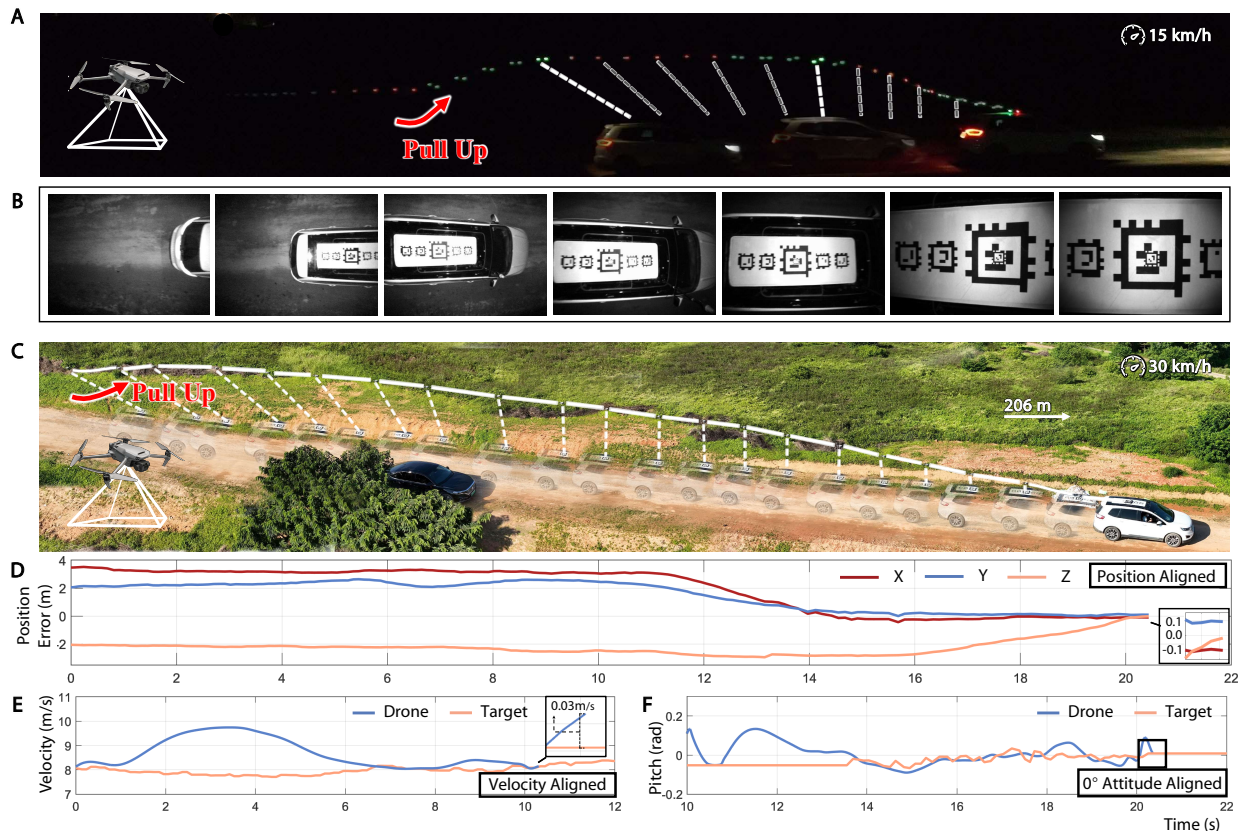 A
15 km/h
Pull Up
B
C
30 km/h
Pull Up
206 m
D
Position
Error (m)
4
2
0
-2
X
Y
Z
Position Aligned
0.1
0.0
-0.1
0
2
4
6
8
10
12
14
16
18
20
22
E
Velocity (m/s)
11
10
9
8
7
Drone
Target
0.03m/s
Velocity Aligned
0
2
4
6
8
10
12
F
Pitch (rad)
0.2
0
-0.2
Drone
Target
0° Attitude Aligned
10
12
14
16
18
20
22
Time (s)